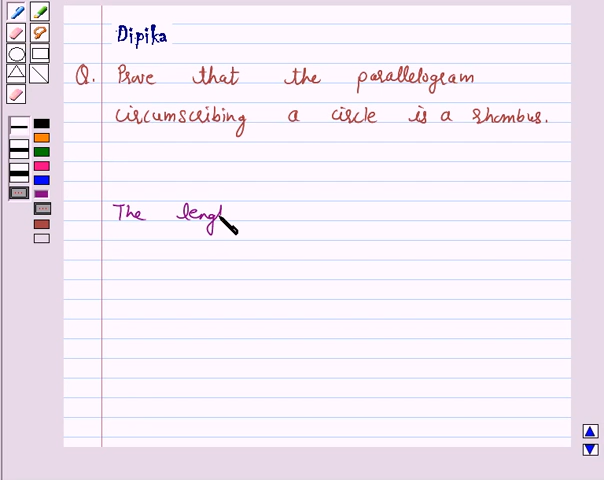 Dipika
Q. Prove that the parallelogram
circumscribing a circle is a rhombus.
The leng